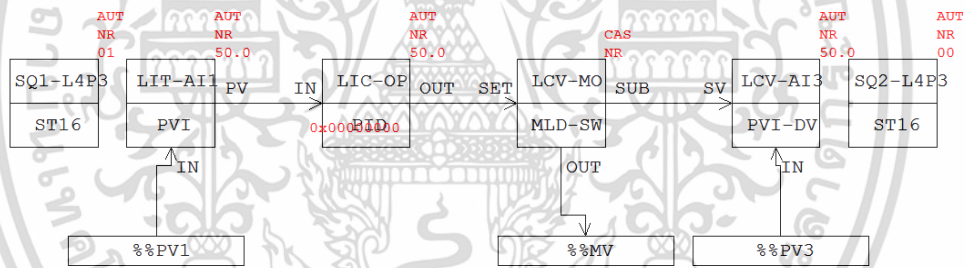 AUT AUT AUT AUT AUT
NR NR NR CAS NR NR
01 50.0 50.0 NR 50.0 00
SQ1-L4P3 LIT-AI1 PV IN LIC-OP OUT SET LCV-MO SUB SV LCV-AI3 SQ2-L4P3
ST16 PVI 0x00000000 PID MLD-SW PVI-DV ST16
IN OUT IN
%%PV1 %%MV %%PV3